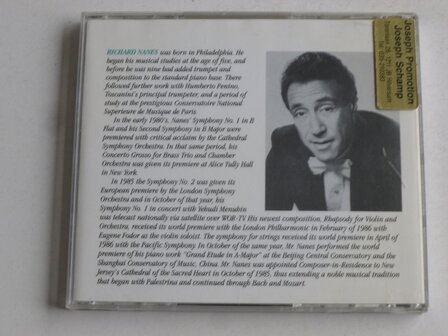 RICHARD NANES was born in Philadelphia. He
began his musical studies at the age of five, and
before he was nine had added trumpet and
composition to the standard piano base. There
followed further work with Humberto Penino,
Toscanini's principal trumpeter, and a period of
study at the prestigious Conservatoire National
Superieure de Musique de Paris.
In the early 1980's, Nanes' Symphony No. 1 in B
Flat and his Second Symphony in B Major were
premiered with critical acclaim by the Cathedral
Symphony Orchestra. In that same period, his
Concerto Grosso for Brass Trio and Chamber
Orchestra was given its premiere at Alice Tully Hall
in New York.
In 1985 the Symphony No. 2 was given its
European premiere by the London Symphony
Orchestra and in October of that year, his
Symphony No. 1 in concert with Yehudi Menuhin
was telecast nationally via satellite over WOR-TV His newest composition, Rhapsody for Violin and
Orchestra, received its world premiere with the London Philharmonic in February of 1986 with
Eugene Fodor as the violin soloist. The symphony for strings received its world premiere in April of
1986 with the Pacific Symphony. In October of the same year, Mr. Nanes performed the world
premiere of his piano work "Grand Etude in A-Major" at the Beijing Central Conservatory and the
Shanghai Conservatory of Music, China. Mr. Nanes was appointed Composer-in-Residence to New
Jersey's Cathedral of the Sacred Heart in October of 1985, thus extending a noble musical tradition
that began with Palestrina and continued through Bach and Mozart.
Joseph Promotion
Joseph Schamp